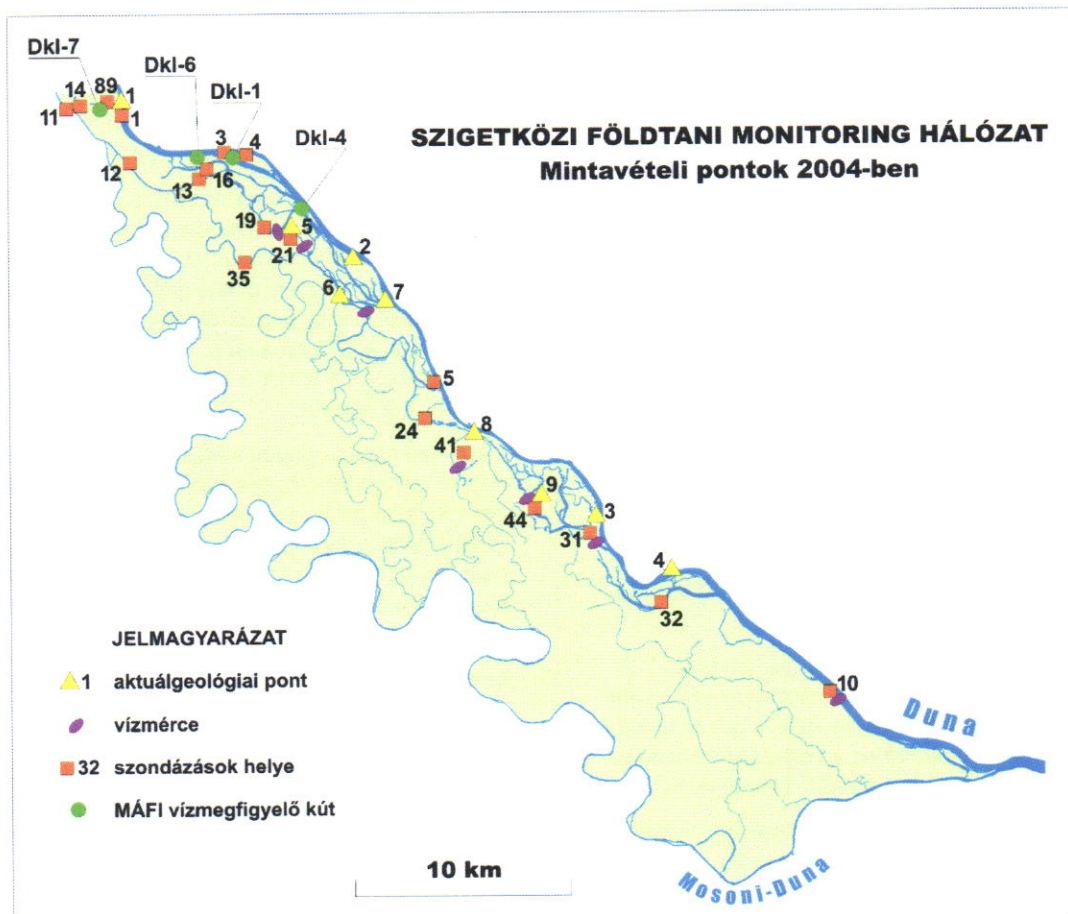 Dkl-7
Dkl-6
Dkl-1
Dkl-4
SZIGETKÖZI FÖLDTANI MONITORING HÁLÓZAT
Mintavételi pontok 2004-ben
14
89
1
11
1
12
3
4
16
13
19
5
21
35
2
6
7
5
24
8
41
9
44
3
31
4
32
10
Duna
Mosoni-Duna
JELMAGYARÁZAT
1 aktuálgeológiai pont
vízmérce
32 szondázások helye
MÁFI vízmegfigyelő kút
10 km